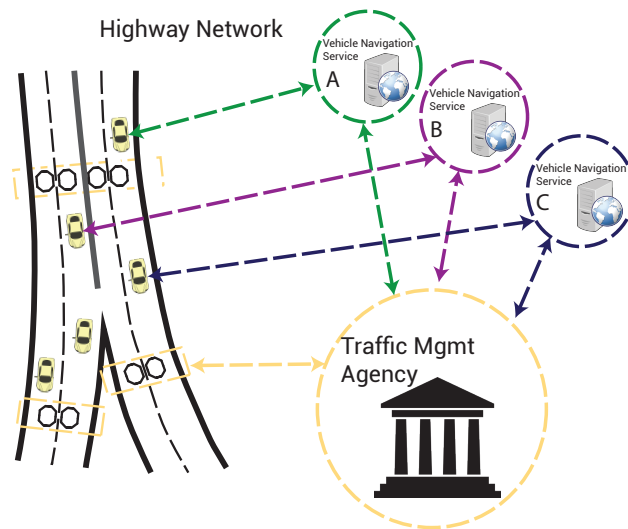 Highway Network
Vehicle Navigation
Service
A
Vehicle Navigation
Service
B
Vehicle Navigation
Service
C
Traffic Mgmt
Agency